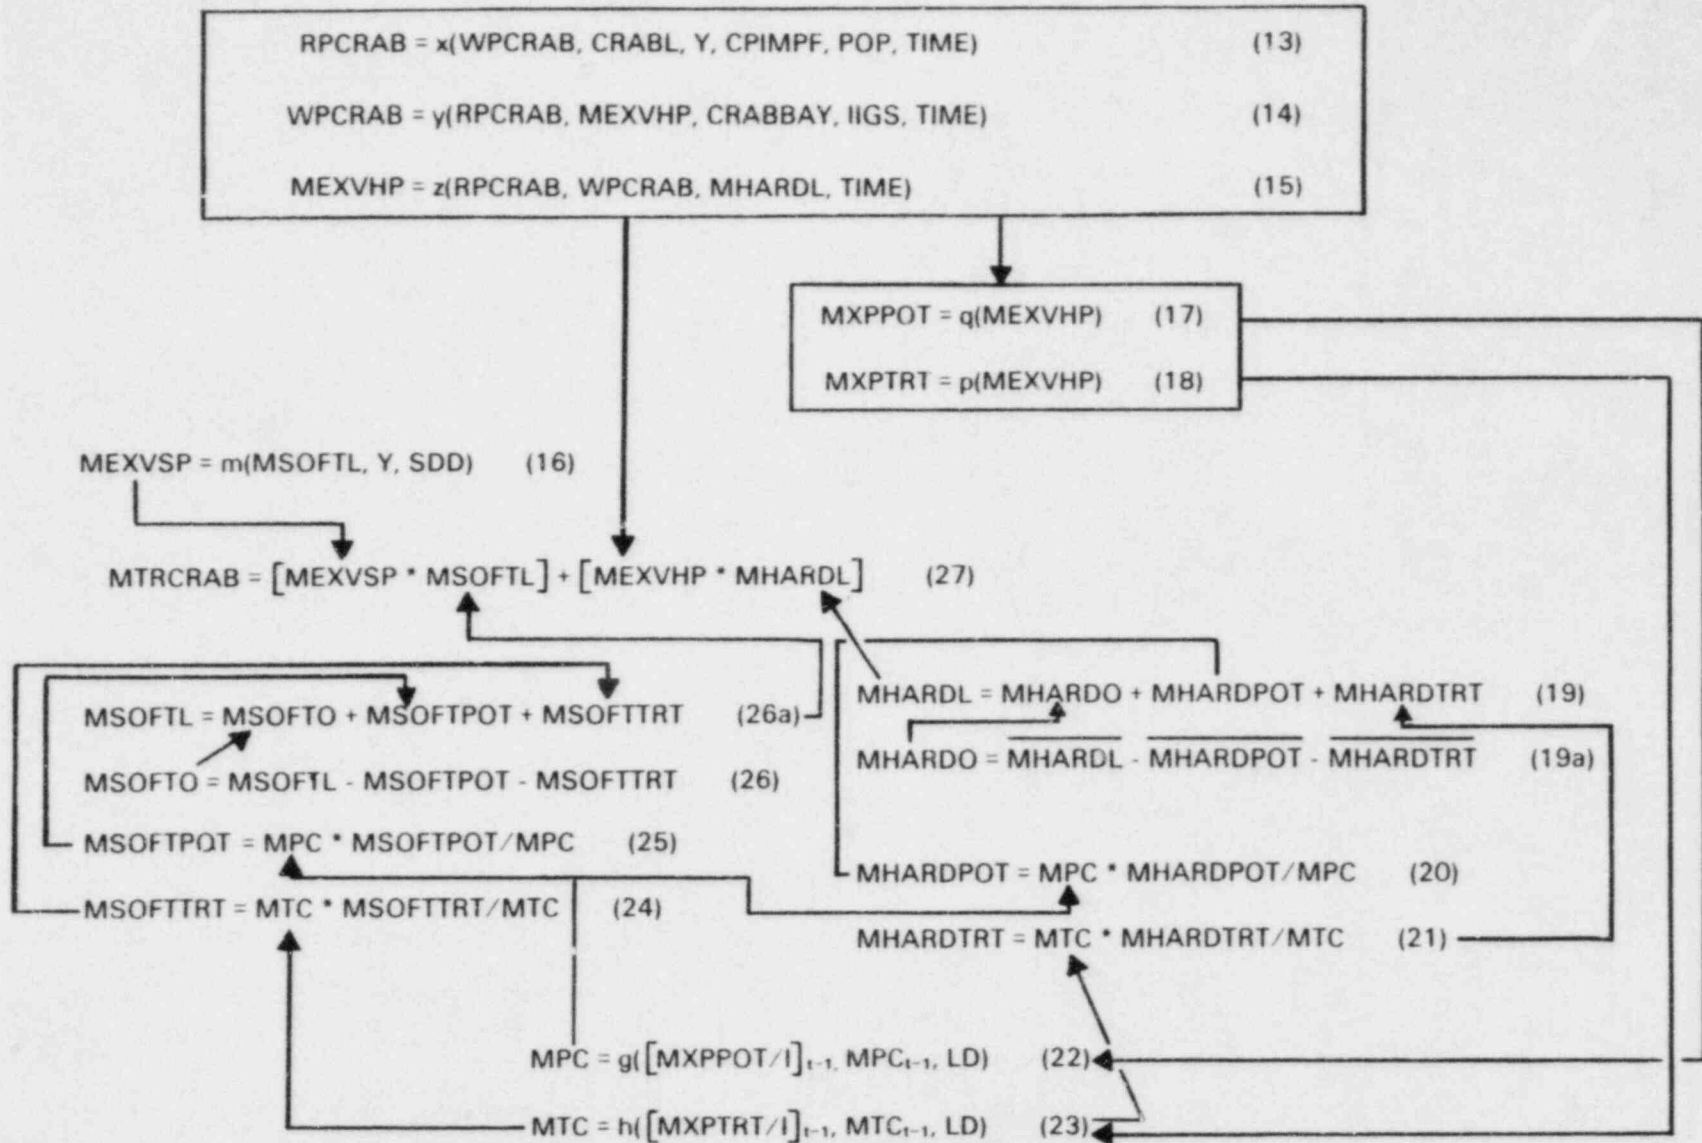 RPCRAB = x(WPCRAB, CRABL, Y, CPIMPF, POP, TIME) (13)
WPCRAB = y(RPCRAB, MEXVHP, CRABBAY, IIGS, TIME) (14)
MEXVHP = z(RPCRAB, WPCRAB, MHARDL, TIME) (15)
MXPPOT = q(MEXVHP) (17)
MXPTRT = p(MEXVHP) (18)
MEXVSP = m(MSOFTL, Y, SDD) (16)
MTRCRAB = [MEXVSP * MSOFTL] + [MEXVHP * MHARDL] (27)
MSOFTL = MSOFTO + MSOFTPOT + MSOFTTRT (26a)
MSOFTO = MSOFTL - MSOFTPOT - MSOFTTRT (26)
MSOFTPOT = MPC * MSOFTPOT/MPC (25)
MSOFTTRT = MTC * MSOFTTRT/MTC (24)
MHARDL = MHARDO + MHARDPOT + MHARDTRT (19)
MHARDO = M̅H̅A̅R̅D̅L̅ - M̅H̅A̅R̅D̅P̅O̅T̅ - M̅H̅A̅R̅D̅T̅R̅T̅ (19a)
MHARDPOT = MPC * MHARDPOT/MPC (20)
MHARDTRT = MTC * MHARDTRT/MTC (21)
MPC = g([MXPPOT/I]ₜ₋₁, MPCₜ₋₁, LD) (22)
MTC = h([MXPTRT/I]ₜ₋₁, MTCₜ₋₁, LD) (23)